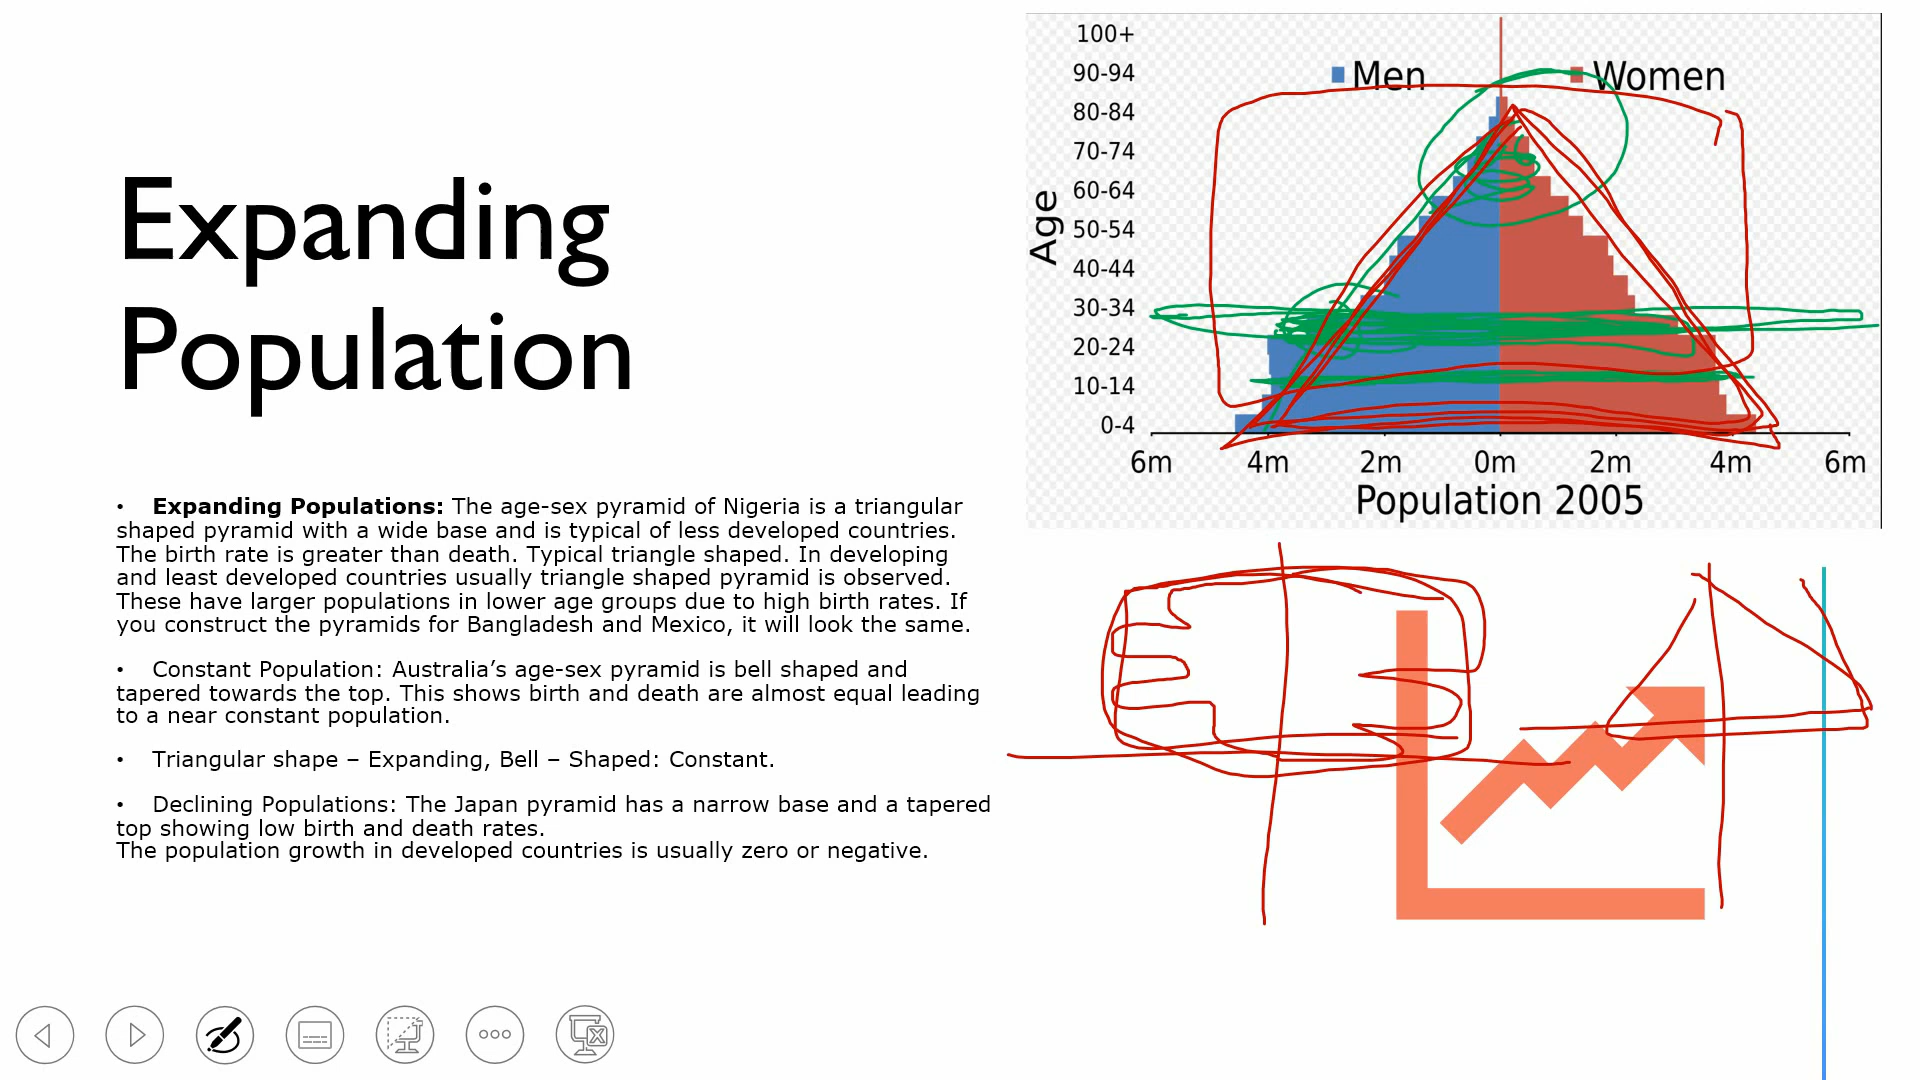 Expanding
Population
• Expanding Populations: The age-sex pyramid of Nigeria is a triangular
shaped pyramid with a wide base and is typical of less developed countries.
The birth rate is greater than death. Typical triangle shaped. In developing
and least developed countries usually triangle shaped pyramid is observed.
These have larger populations in lower age groups due to high birth rates. If
you construct the pyramids for Bangladesh and Mexico, it will look the same.
• Constant Population: Australia’s age-sex pyramid is bell shaped and
tapered towards the top. This shows birth and death are almost equal leading
to a near constant population.
• Triangular shape – Expanding, Bell – Shaped: Constant.
• Declining Populations: The Japan pyramid has a narrow base and a tapered
top showing low birth and death rates.
The population growth in developed countries is usually zero or negative.
Men Women
Age
100+
90-94
80-84
70-74
60-64
50-54
40-44
30-34
20-24
10-14
0-4
6m 4m 2m 0m 2m 4m 6m
Population 2005